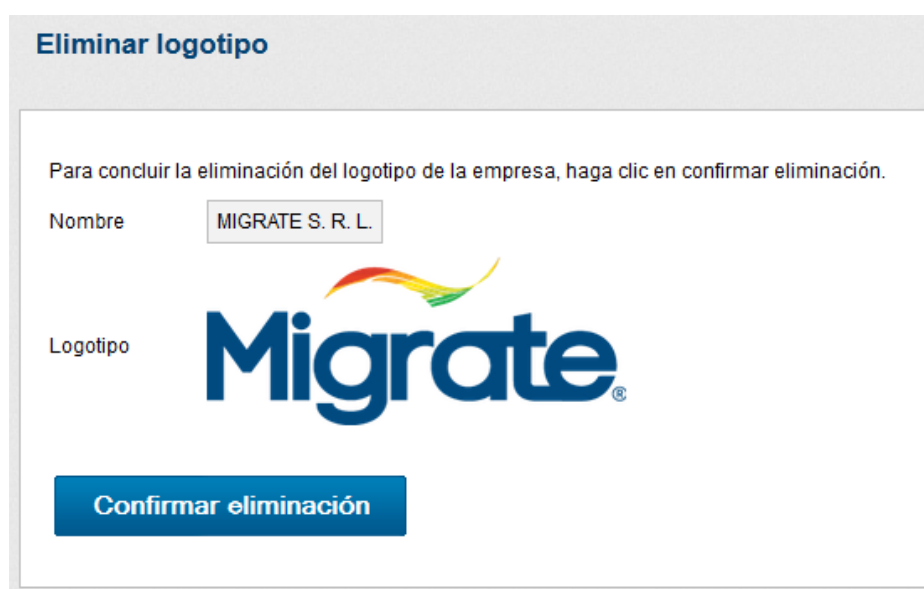 Eliminar logotipo
Para concluir la eliminación del logotipo de la empresa, haga clic en confirmar eliminación.
Nombre MIGRATE S. R. L.
Logotipo Migrate®
Confirmar eliminación